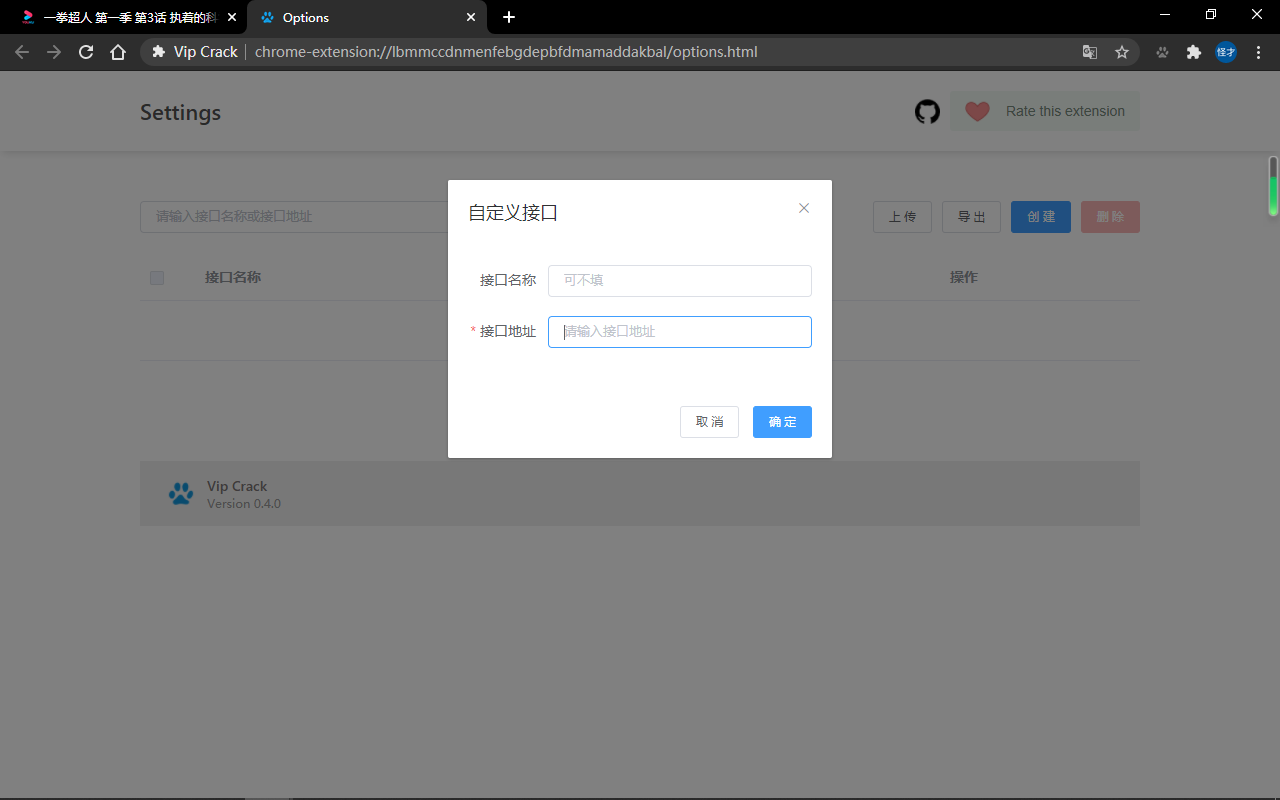 一拳超人 第一季 第3话 执着的科
Options
Vip Crack
chrome-extension://lbmmccdnmenfebgdepbfdmamaddakbal/options.html
怪才
Settings
Rate this extension
请输入接口名称或接口地址
上传
导出
创建
删除
接口名称
操作
自定义接口
接口名称
可不填
* 接口地址
请输入接口地址
取消
确定
Vip Crack
Version 0.4.0